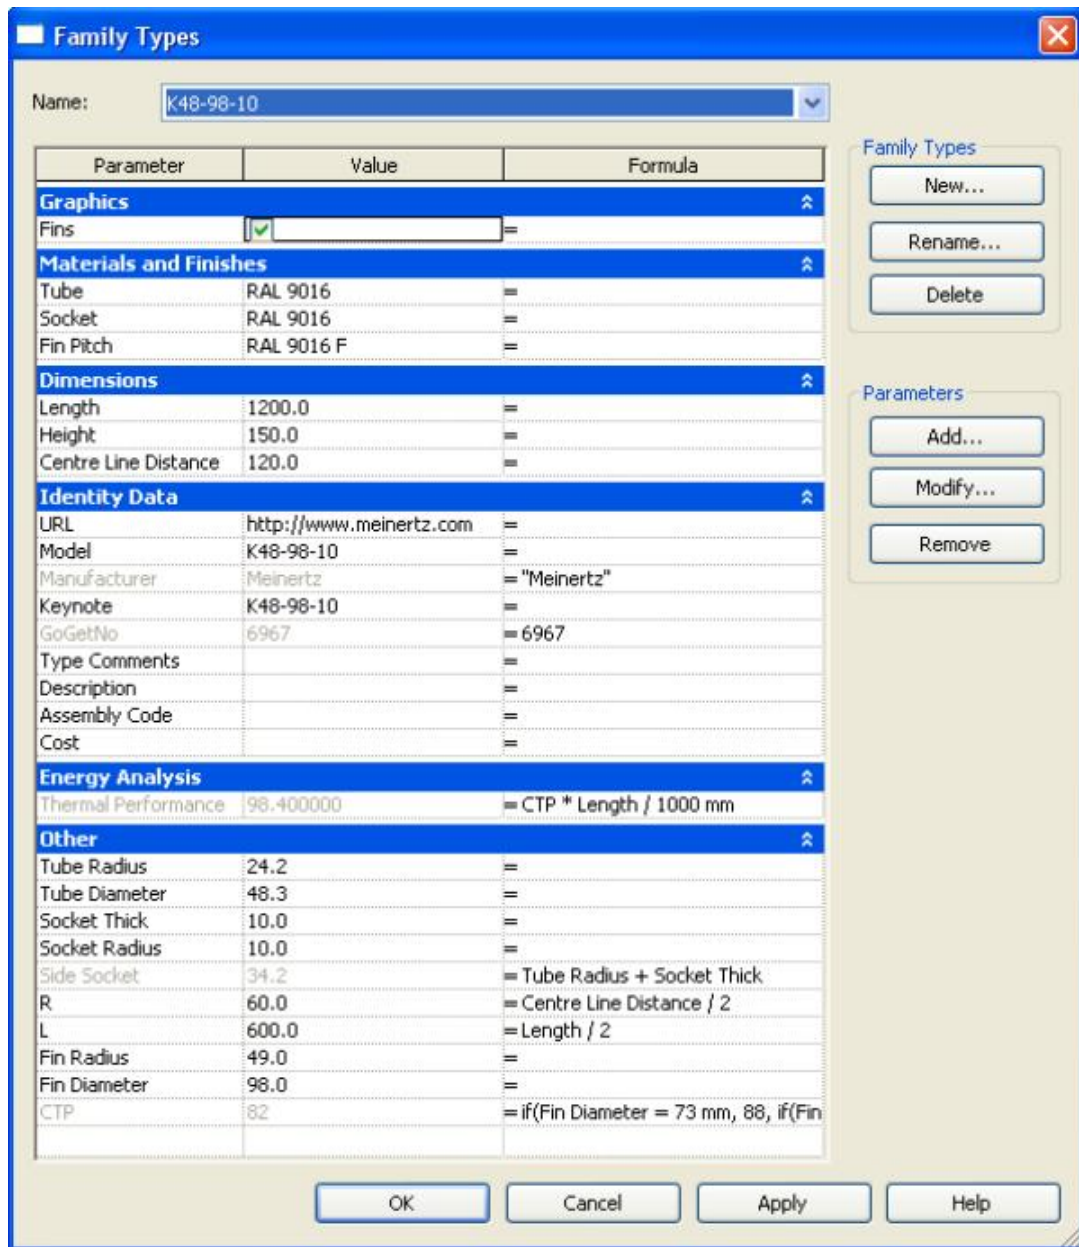 Family Types
Name: K48-98-10
Parameter Value Formula
Graphics
Fins =
Materials and Finishes
Tube RAL 9016 =
Socket RAL 9016 =
Fin Pitch RAL 9016 F =
Dimensions
Length 1200.0 =
Height 150.0 =
Centre Line Distance 120.0 =
Identity Data
URL http://www.meinertz.com =
Model K48-98-10 =
Manufacturer Meinertz ="Meinertz"
Keynote K48-98-10 =
GoGetNo 6967 =6967
Type Comments =
Description =
Assembly Code =
Cost =
Energy Analysis
Thermal Performance 98.400000 =CTP * Length / 1000 mm
Other
Tube Radius 24.2 =
Tube Diameter 48.3 =
Socket Thick 10.0 =
Socket Radius 10.0 =
Side Socket 34.2 =Tube Radius + Socket Thick
R 60.0 =Centre Line Distance / 2
L 600.0 =Length / 2
Fin Radius 49.0 =
Fin Diameter 98.0 =
CTP 82 =if(Fin Diameter = 73 mm, 88, if(Fin
Family Types
New...
Rename...
Delete
Parameters
Add...
Modify...
Remove
OK Cancel Apply Help